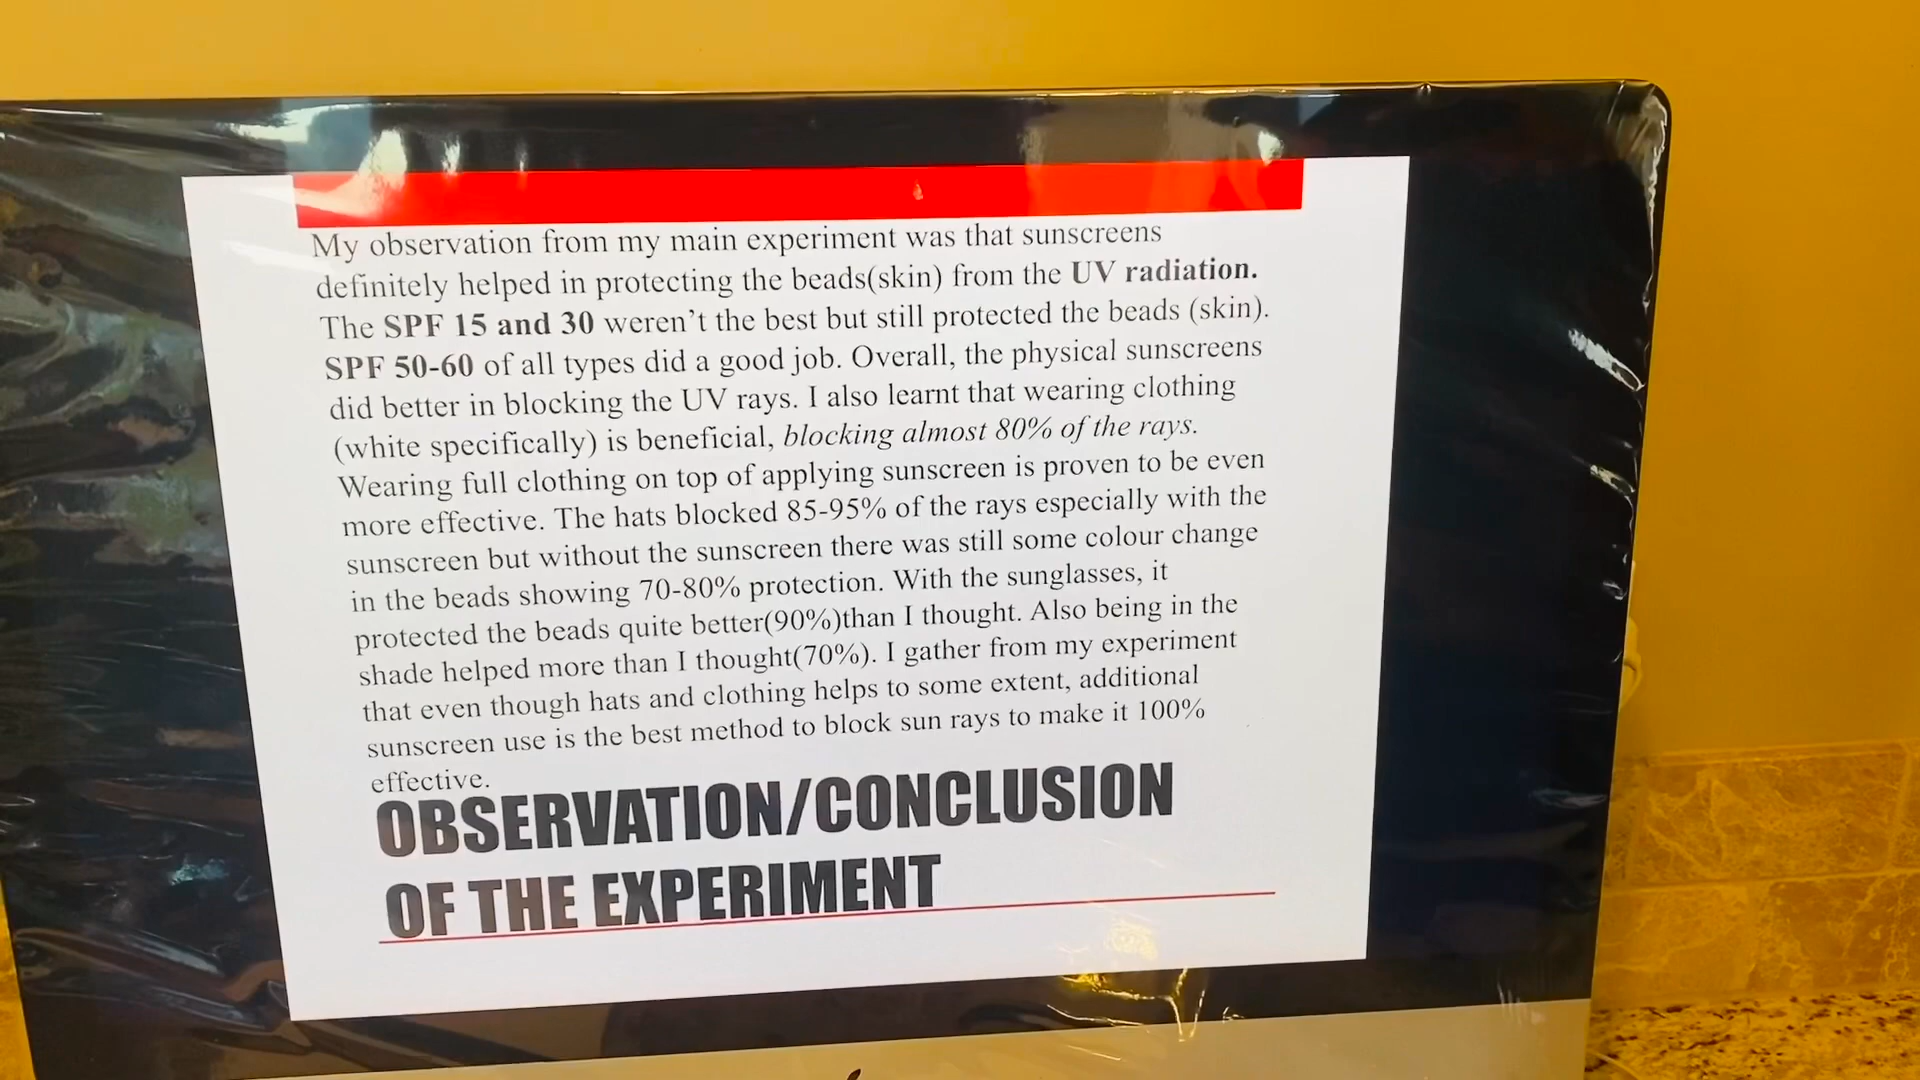 My observation from my main experiment was that sunscreens
definitely helped in protecting the beads(skin) from the UV radiation.
The SPF 15 and 30 weren't the best but still protected the beads (skin).
SPF 50-60 of all types did a good job. Overall, the physical sunscreens
did better in blocking the UV rays. I also learnt that wearing clothing
(white specifically) is beneficial, blocking almost 80% of the rays.
Wearing full clothing on top of applying sunscreen is proven to be even
more effective. The hats blocked 85-95% of the rays especially with the
sunscreen but without the sunscreen there was still some colour change
in the beads showing 70-80% protection. With the sunglasses, it
protected the beads quite better(90%)than I thought. Also being in the
shade helped more than I thought(70%). I gather from my experiment
that even though hats and clothing helps to some extent, additional
sunscreen use is the best method to block sun rays to make it 100%
effective.
OBSERVATION/CONCLUSION
OF THE EXPERIMENT